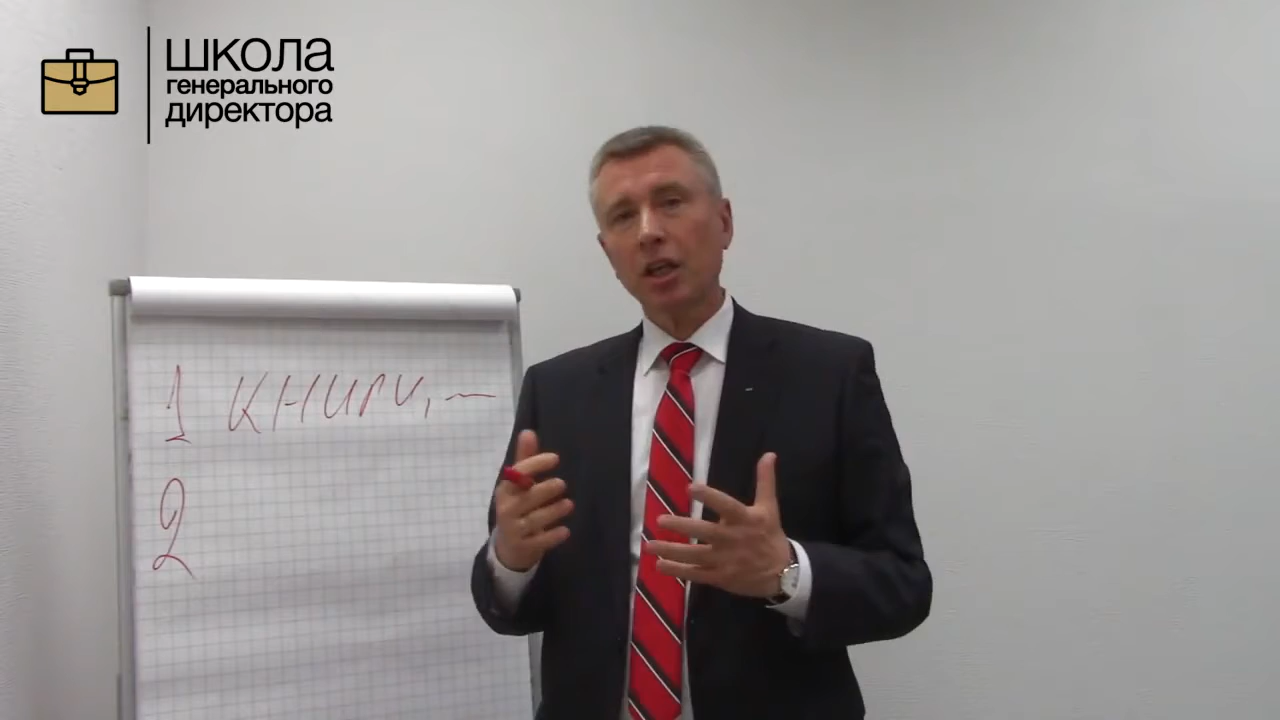 ШКОЛА
генерального
директора
1 КНИГИ, —
2